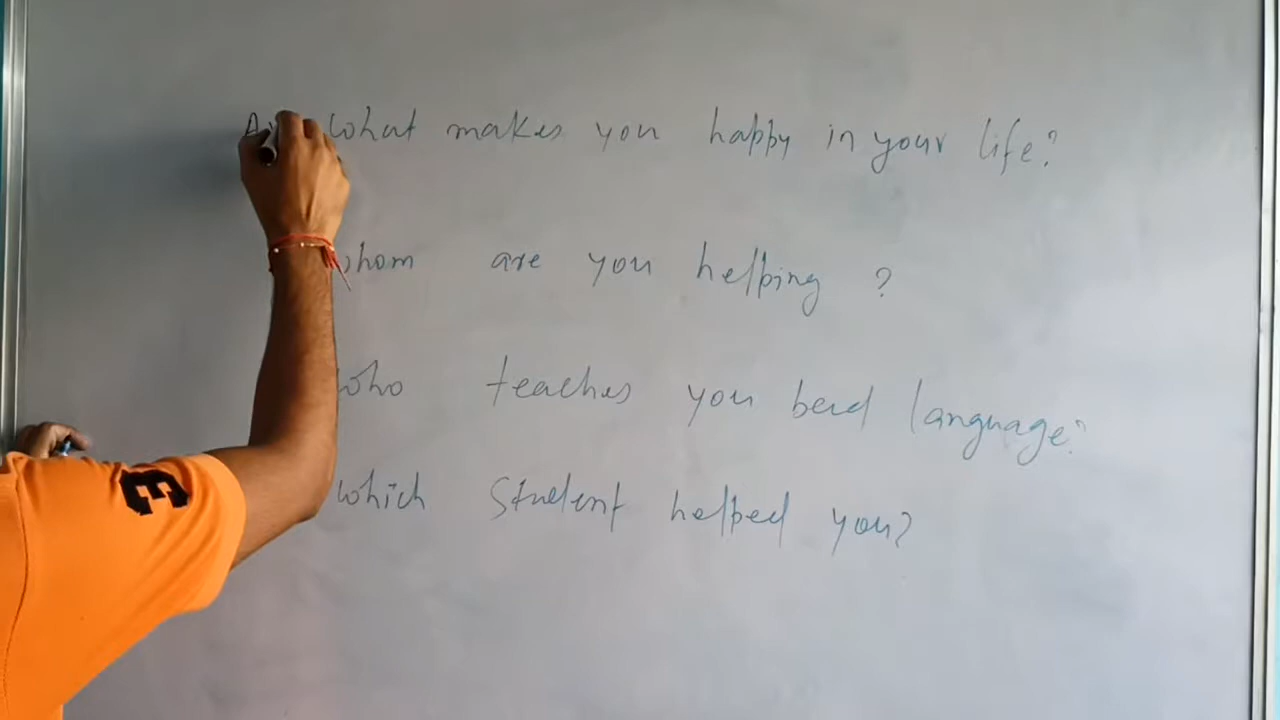 What makes you happy in your life?
whom are you helping ?
who teaches you language?
which student helped you?
3